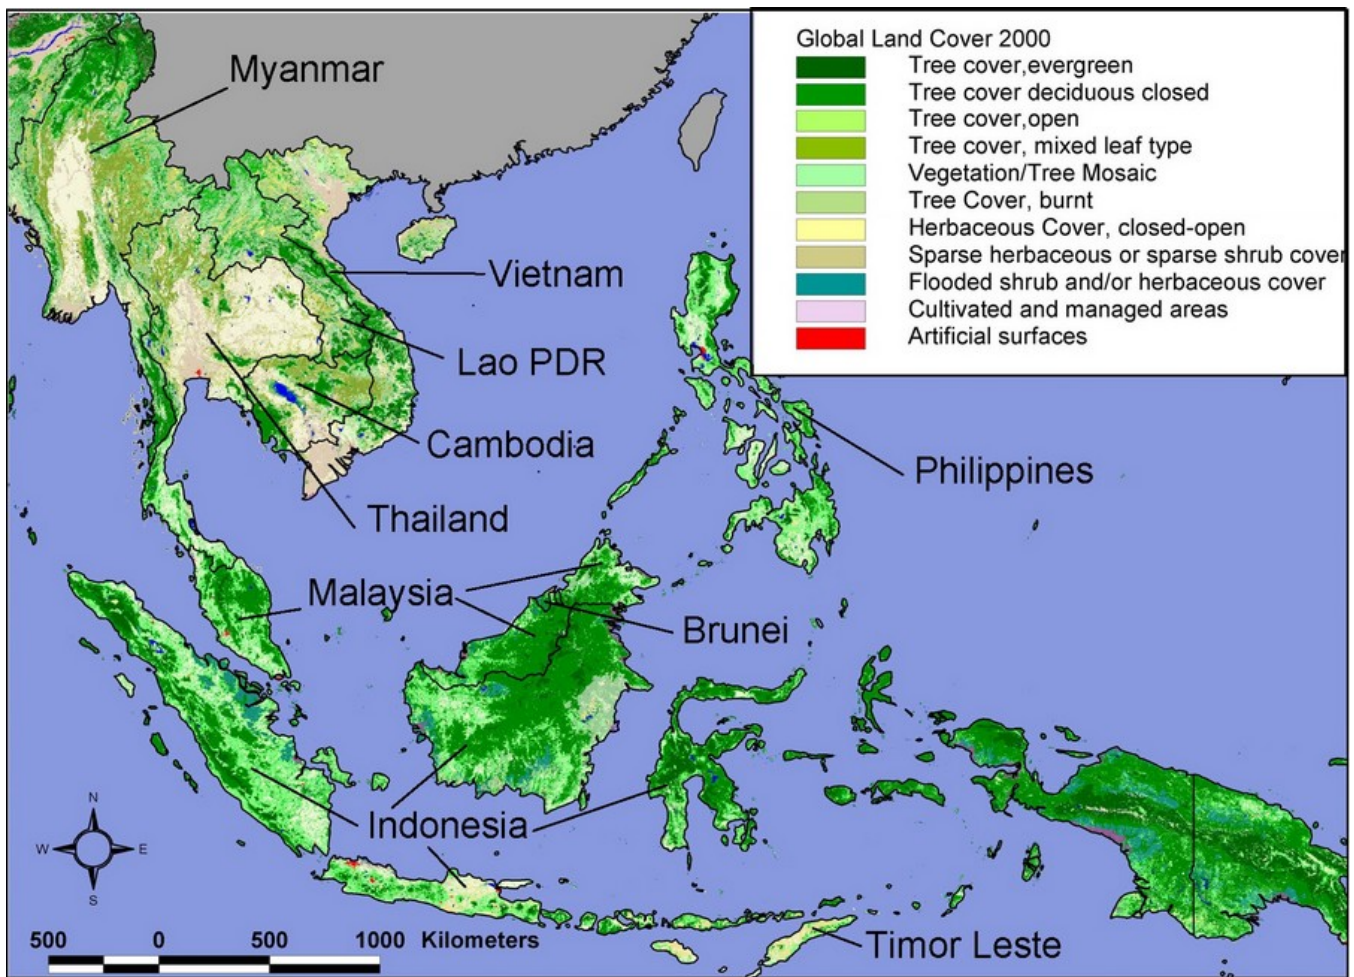 Global Land Cover 2000
Tree cover,evergreen
Tree cover deciduous closed
Tree cover,open
Tree cover, mixed leaf type
Vegetation/Tree Mosaic
Tree Cover, burnt
Herbaceous Cover, closed-open
Sparse herbaceous or sparse shrub cover
Flooded shrub and/or herbaceous cover
Cultivated and managed areas
Artificial surfaces
Myanmar
Vietnam
Lao PDR
Cambodia
Philippines
Thailand
Malaysia
Brunei
Indonesia
Timor Leste
N
W E
S
500 0 500 1000 Kilometers